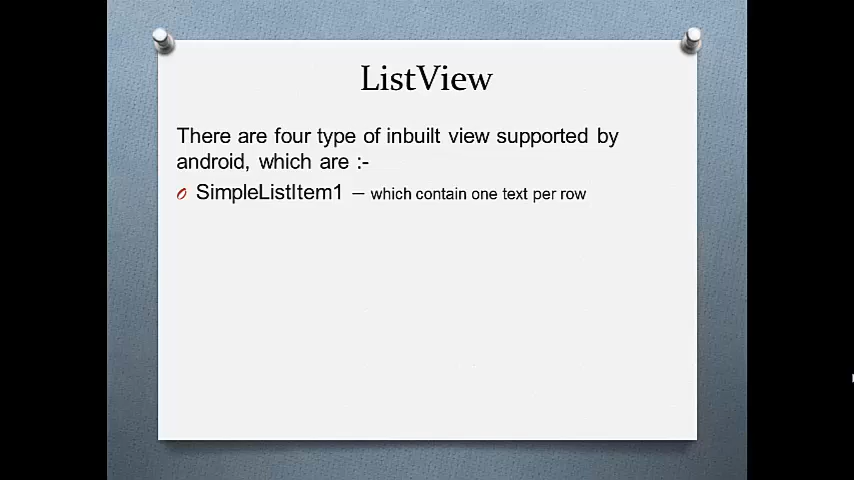 ListView
There are four type of inbuilt view supported by
android, which are :-
SimpleListItem1 – which contain one text per row